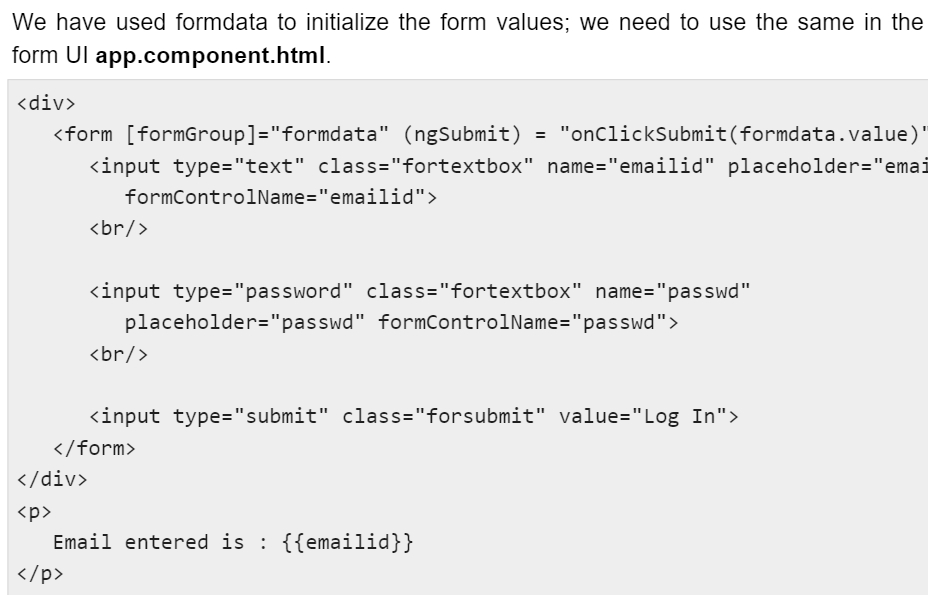 We have used formdata to initialize the form values; we need to use the same in the
form UI app.component.html.
<div>
   <form [formGroup]="formdata" (ngSubmit) = "onClickSubmit(formdata.value)"
      <input type="text" class="fortextbox" name="emailid" placeholder="emai
         formControlName="emailid">
      <br/>
      <input type="password" class="fortextbox" name="passwd"
         placeholder="passwd" formControlName="passwd">
      <br/>
      <input type="submit" class="forsubmit" value="Log In">
   </form>
</div>
<p>
   Email entered is : {{emailid}}
</p>